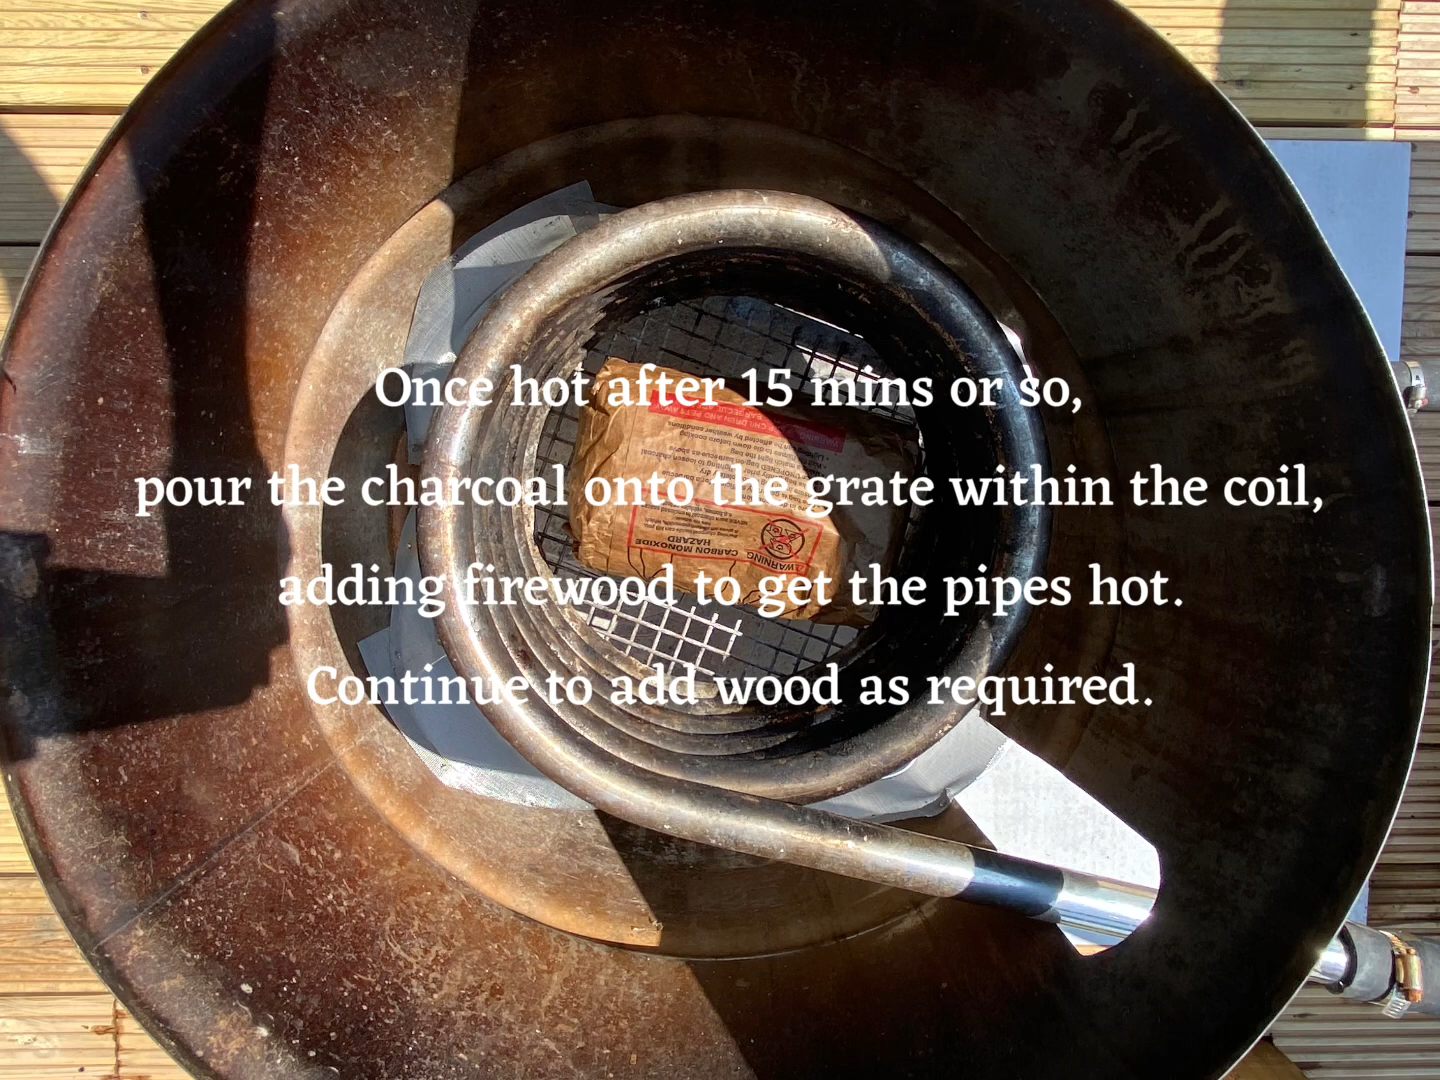 Once hot after 15 mins or so,
pour the charcoal onto the grate within the coil,
adding firewood to get the pipes hot.
Continue to add wood as required.
WARNING
CARBON MONOXIDE
HAZARD